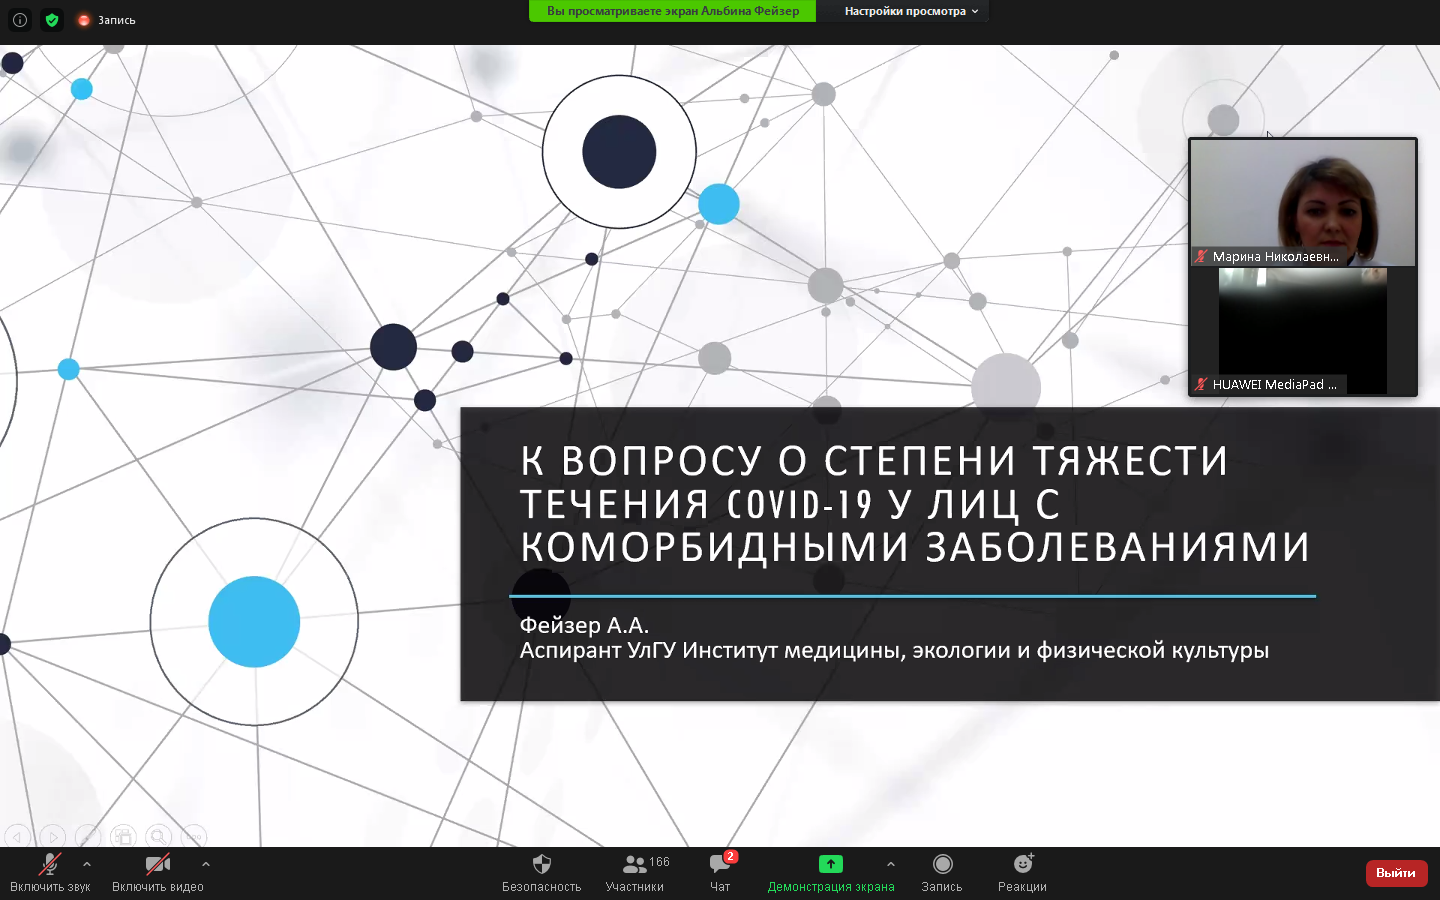 Запись
Вы просматриваете экран Альбина Фейзер
Настройки просмотра
Марина Николаевн...
HUAWEI MediaPad ...
К ВОПРОСУ О СТЕПЕНИ ТЯЖЕСТИ
ТЕЧЕНИЯ COVID-19 У ЛИЦ С
КОМОРБИДНЫМИ ЗАБОЛЕВАНИЯМИ
Фейзер А.А.
Аспирант УлГУ Институт медицины, экологии и физической культуры
Включить звук
Включить видео
Безопасность
166
Участники
2
Чат
Демонстрация экрана
Запись
Реакции
Выйти